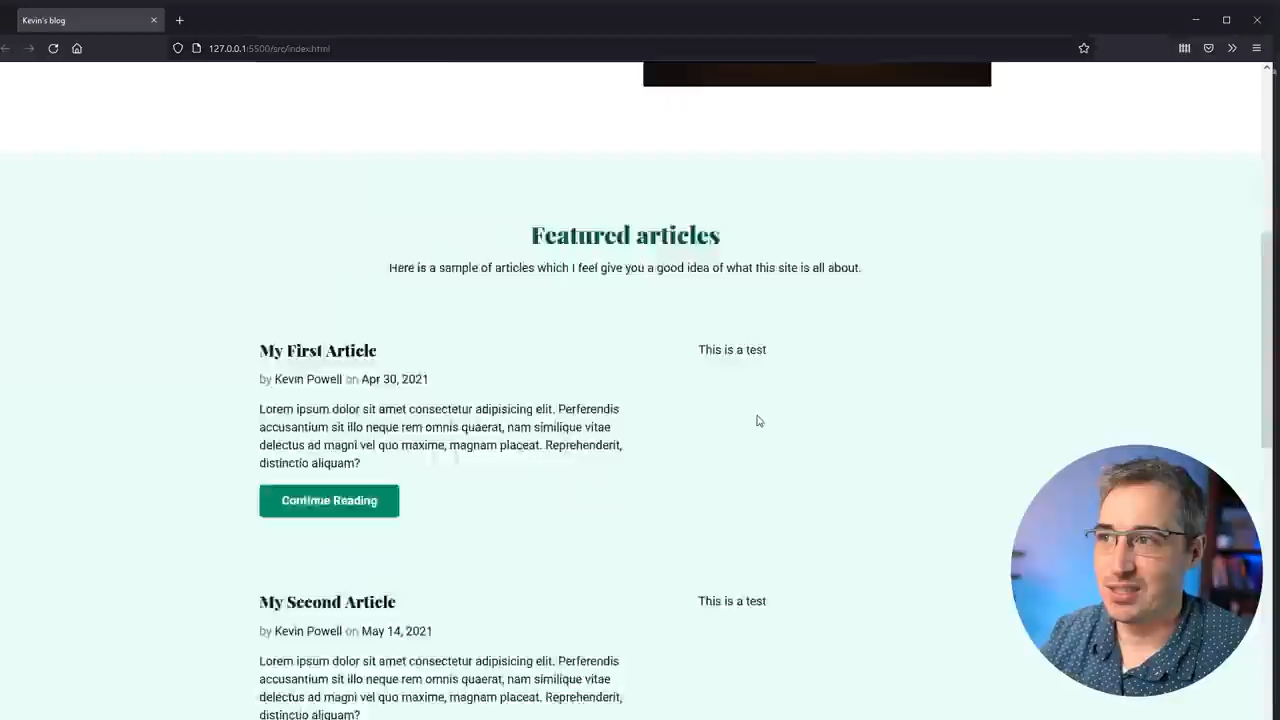 Kevin's blog
127.0.0.1:5500/src/index.html
Featured articles
Here is a sample of articles which I feel give you a good idea of what this site is all about.
My First Article
by Kevin Powell on Apr 30, 2021
Lorem ipsum dolor sit amet consectetur adipisicing elit. Perferendis
accusantium sit illo neque rem omnis quaerat, nam similique vitae
delectus ad magni vel quo maxime, magnam placeat. Reprehenderit,
distinctio aliquam?
Continue Reading
This is a test
My Second Article
by Kevin Powell on May 14, 2021
Lorem ipsum dolor sit amet consectetur adipisicing elit. Perferendis
accusantium sit illo neque rem omnis quaerat, nam similique vitae
delectus ad magni vel quo maxime, magnam placeat. Reprehenderit,
distinctio aliquam?
This is a test